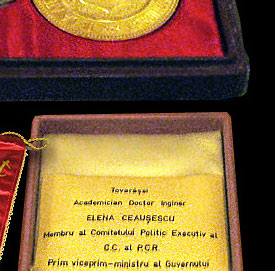 Tovarășei
Academician Doctor Inginer
ELENA CEAUȘESCU
Membru al Comitetului Politic Executiv al
C.C. al P.C.R.
Prim viceprim-ministru al Guvernului